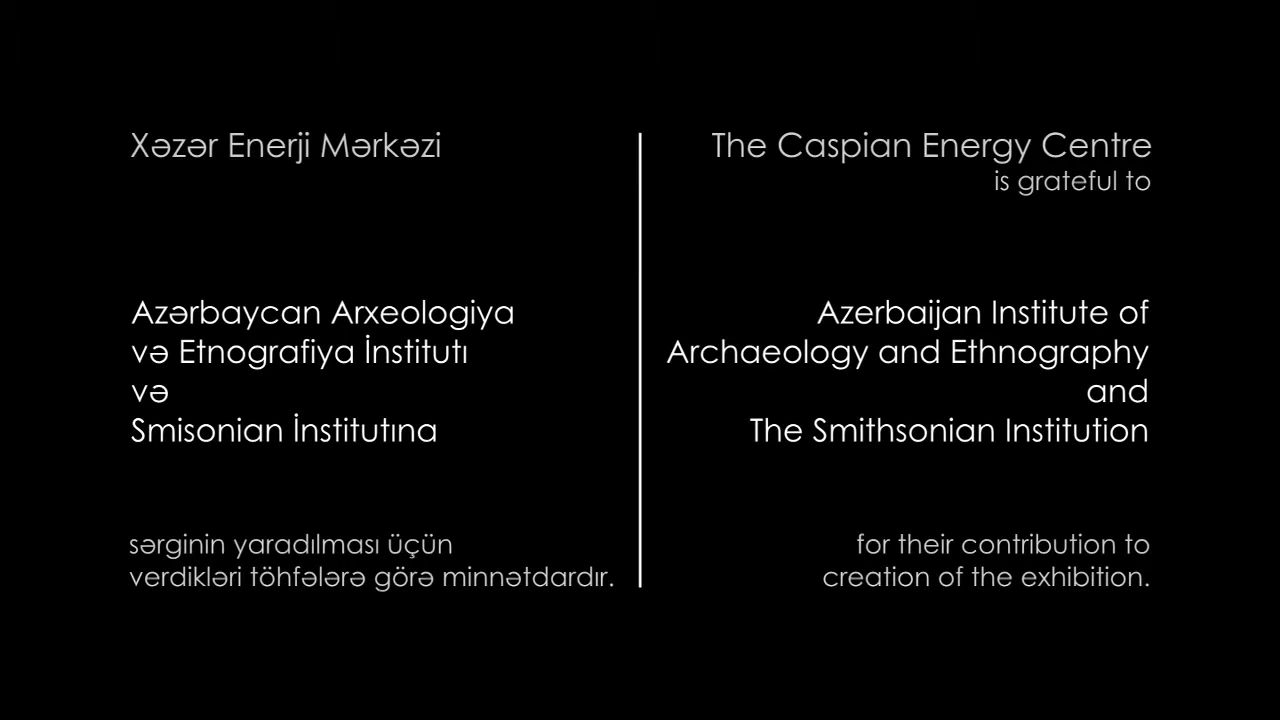 Xəzər Enerji Mərkəzi
Azərbaycan Arxeologiya
və Etnografiya İnstitutı
və
Smisonian İnstitutına
sərginin yaradılması üçün
verdikləri töhfələrə görə minnətdardır.
The Caspian Energy Centre
is grateful to
Azerbaijan Institute of
Archaeology and Ethnography
and
The Smithsonian Institution
for their contribution to
creation of the exhibition.